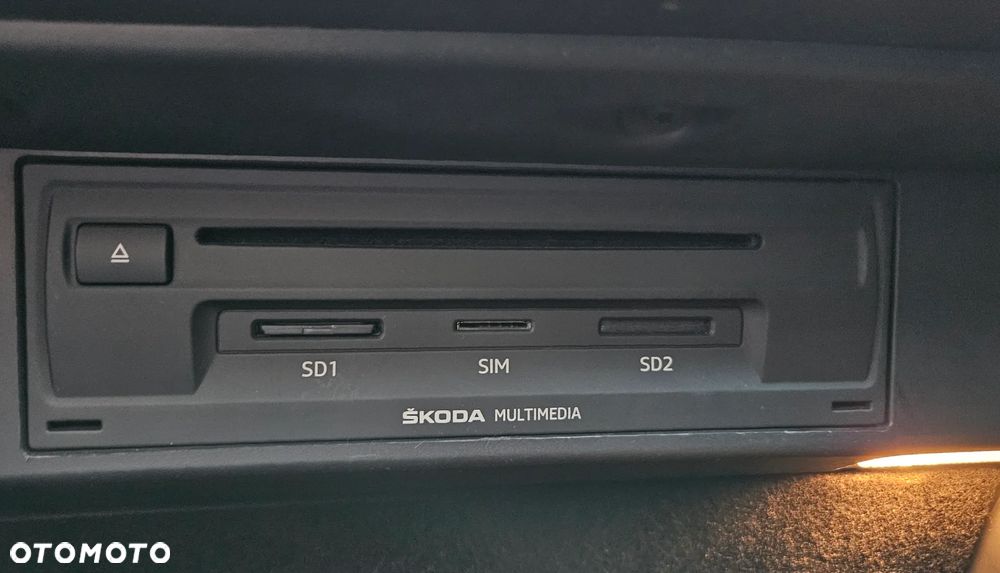 SD1 SIM SD2
ŠKODA MULTIMEDIA
OTOMOTO